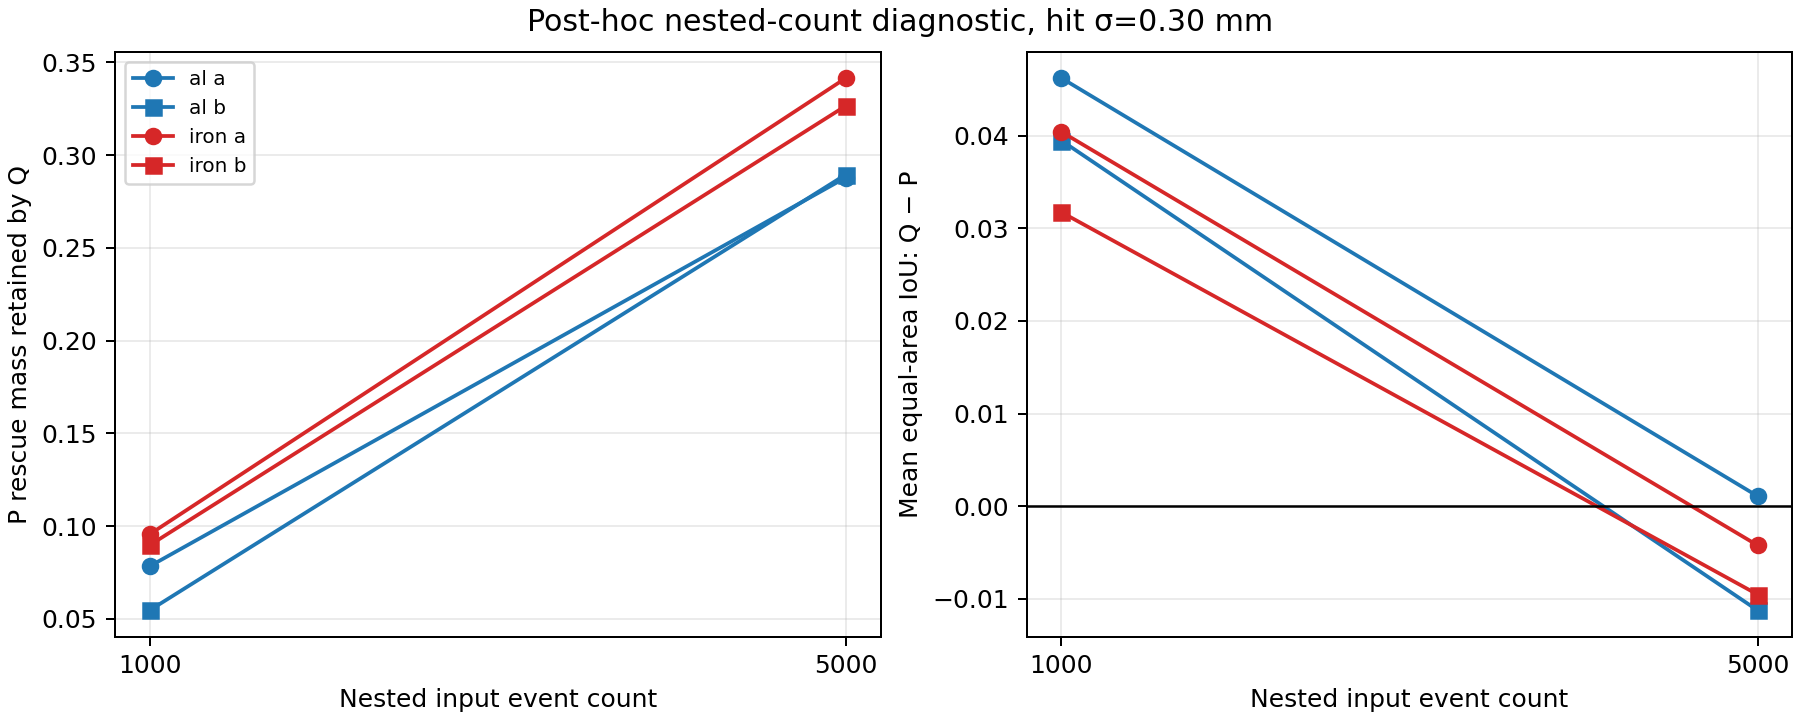 Post-hoc nested-count diagnostic, hit σ=0.30 mm
P rescue mass retained by Q
0.35
0.30
0.25
0.20
0.15
0.10
0.05
al a
al b
iron a
iron b
1000
5000
Nested input event count
Mean equal-area IoU: Q − P
0.04
0.03
0.02
0.01
0.00
−0.01
1000
5000
Nested input event count